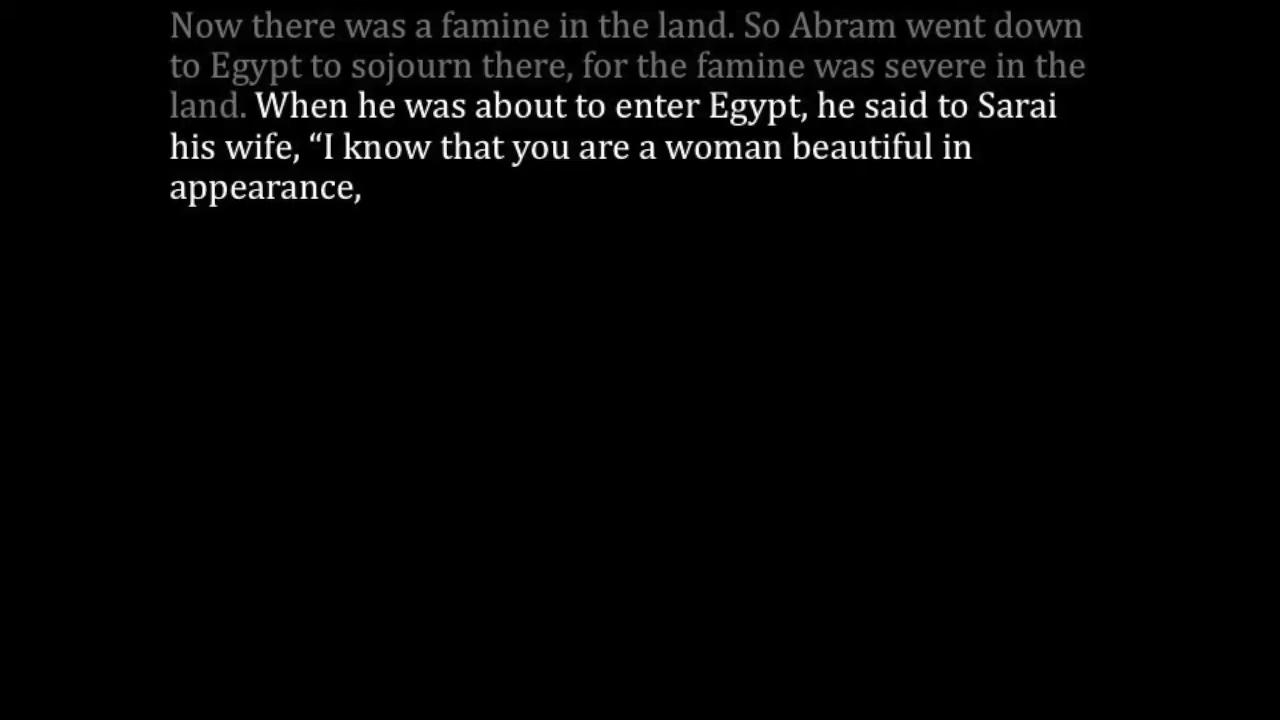 Now there was a famine in the land. So Abram went down
to Egypt to sojourn there, for the famine was severe in the
land. When he was about to enter Egypt, he said to Sarai
his wife, “I know that you are a woman beautiful in
appearance,